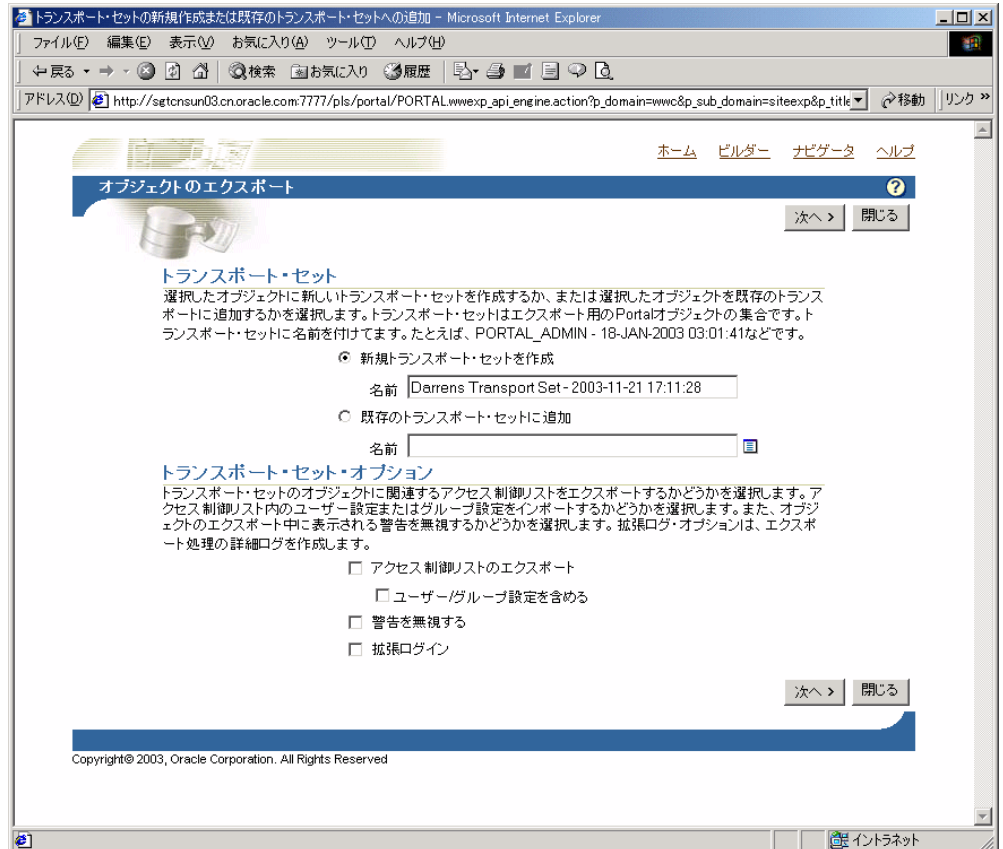 トランスポート・セットの新規作成または既存のトランスポート・セットへの追加 - Microsoft Internet Explorer
ファイル(F) 編集(E) 表示(V) お気に入り(A) ツール(T) ヘルプ(H)
戻る 検索 お気に入り 履歴
アドレス(D) http://sgtcnsun03.cn.oracle.com:7777/pls/portal/PORTAL.wwexp_api_engine.action?p_domain=wwc&p_sub_domain=siteexp&p_title 移動 リンク »
ホーム ビルダー ナビゲータ ヘルプ
オブジェクトのエクスポート ?
次へ > 閉じる
トランスポート・セット
選択したオブジェクトに新しいトランスポート・セットを作成するか、または選択したオブジェクトを既存のトランス
ポートに追加するかを選択します。トランスポート・セットはエクスポート用のPortalオブジェクトの集合です。ト
ランスポート・セットに名前を付けてます。たとえば、PORTAL_ADMIN - 18-JAN-2003 03:01:41などです。
新規トランスポート・セットを作成
名前 Darrens Transport Set - 2003-11-21 17:11:28
既存のトランスポート・セットに追加
名前
トランスポート・セット・オプション
トランスポート・セットのオブジェクトに関連するアクセス制御リストをエクスポートするかどうかを選択します。ア
クセス制御リスト内のユーザー設定またはグループ設定をインポートするかどうかを選択します。また、オブジ
ェクトのエクスポート中に表示される警告を無視するかどうかを選択します。拡張ログ・オプションは、エクスポ
ート処理の詳細ログを作成します。
アクセス制御リストのエクスポート
ユーザー/グループ設定を含める
警告を無視する
拡張ログイン
次へ > 閉じる
Copyright© 2003, Oracle Corporation. All Rights Reserved
イントラネット